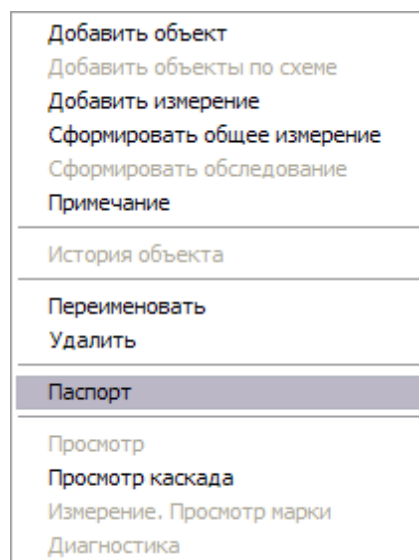 Добавить объект
Добавить объекты по схеме
Добавить измерение
Сформировать общее измерение
Сформировать обследование
Примечание
История объекта
Переименовать
Удалить
Паспорт
Просмотр
Просмотр каскада
Измерение. Просмотр марки
Диагностика